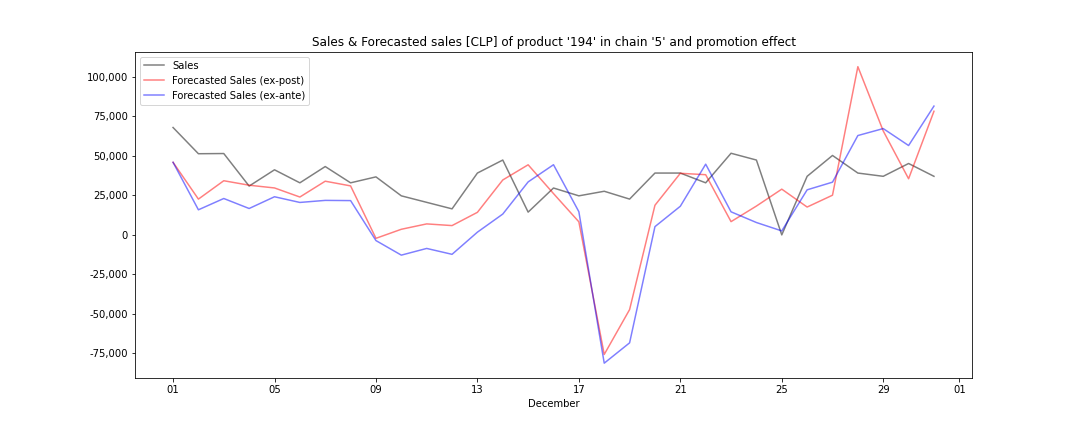 Sales & Forecasted sales [CLP] of product '194' in chain '5' and promotion effect
Sales
Forecasted Sales (ex-post)
Forecasted Sales (ex-ante)
100,000
75,000
50,000
25,000
0
-25,000
-50,000
-75,000
01 05 09 13 17 21 25 29 01
December